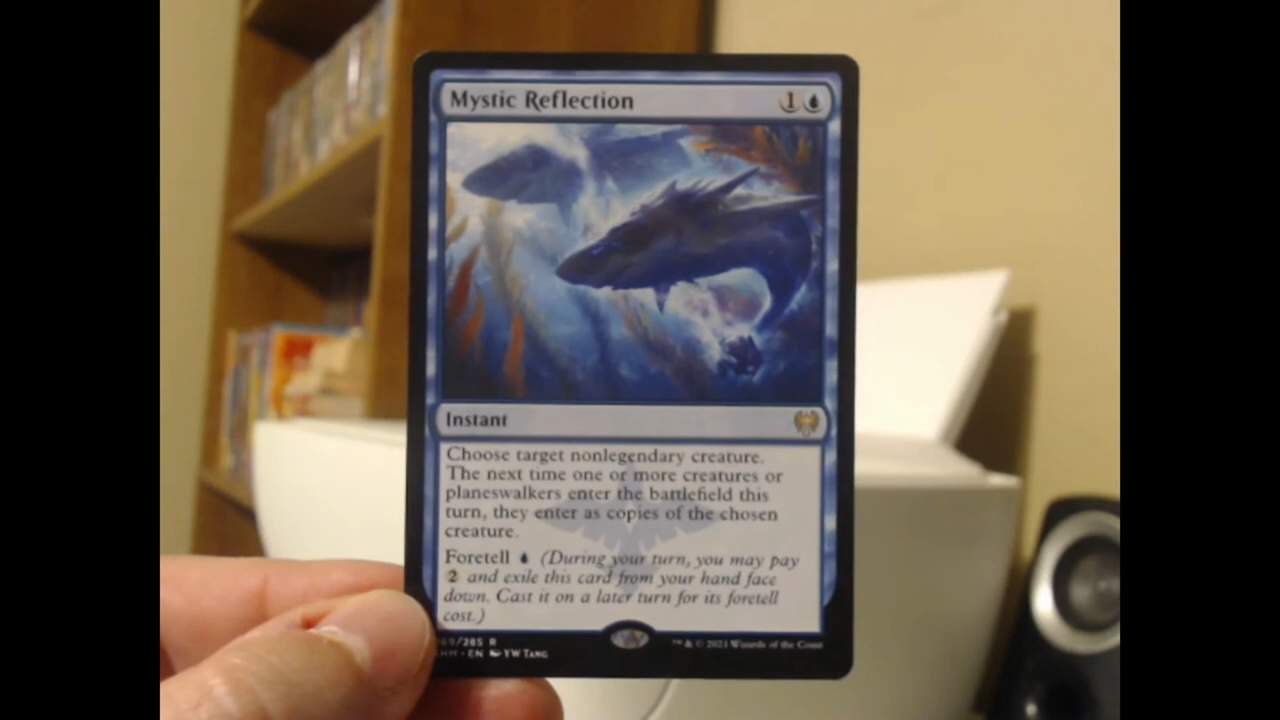 Mystic Reflection 1
Instant
Choose target nonlegendary creature.
The next time one or more creatures or
planeswalkers enter the battlefield this
turn, they enter as copies of the chosen
creature.
Foretell (During your turn, you may pay
2 and exile this card from your hand face
down. Cast it on a later turn for its foretell
cost.)
/285 R
• EN YW TANG
™ & © 2021 Wizards of the Coast